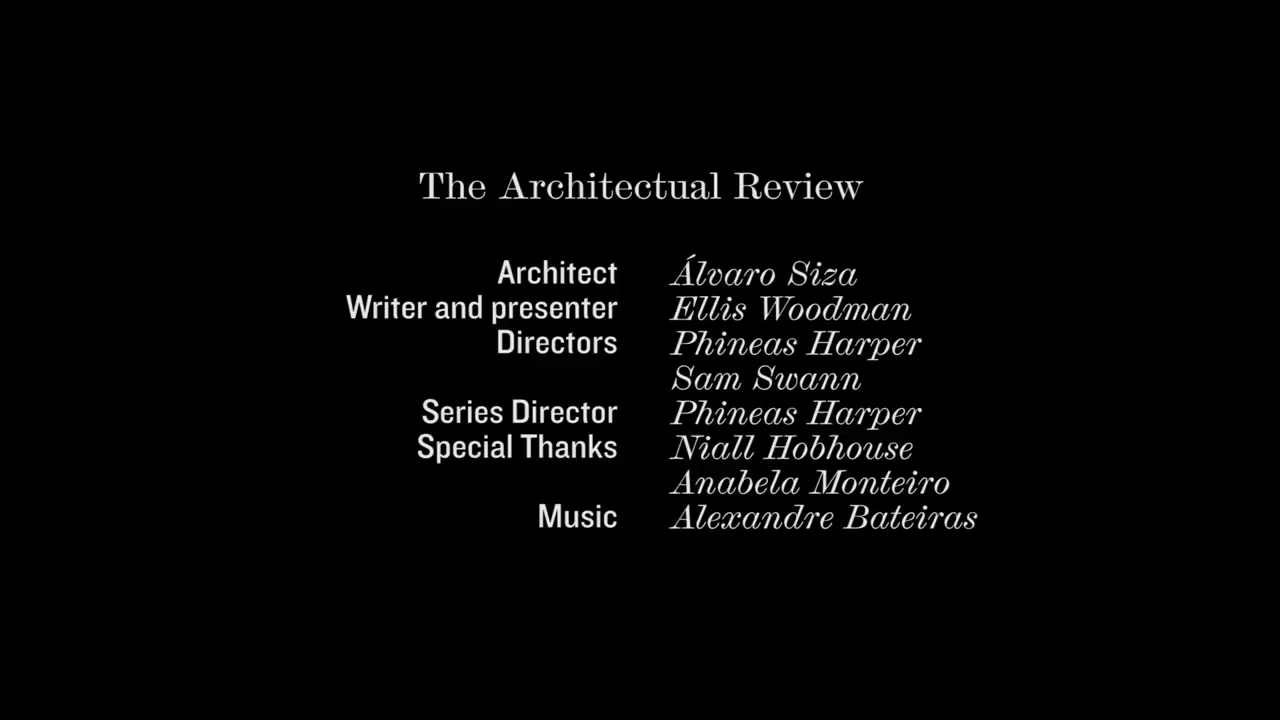 The Architectual Review
Architect Álvaro Siza
Writer and presenter Ellis Woodman
Directors Phineas Harper
Sam Swann
Series Director Phineas Harper
Special Thanks Niall Hobhouse
Anabela Monteiro
Music Alexandre Bateiras